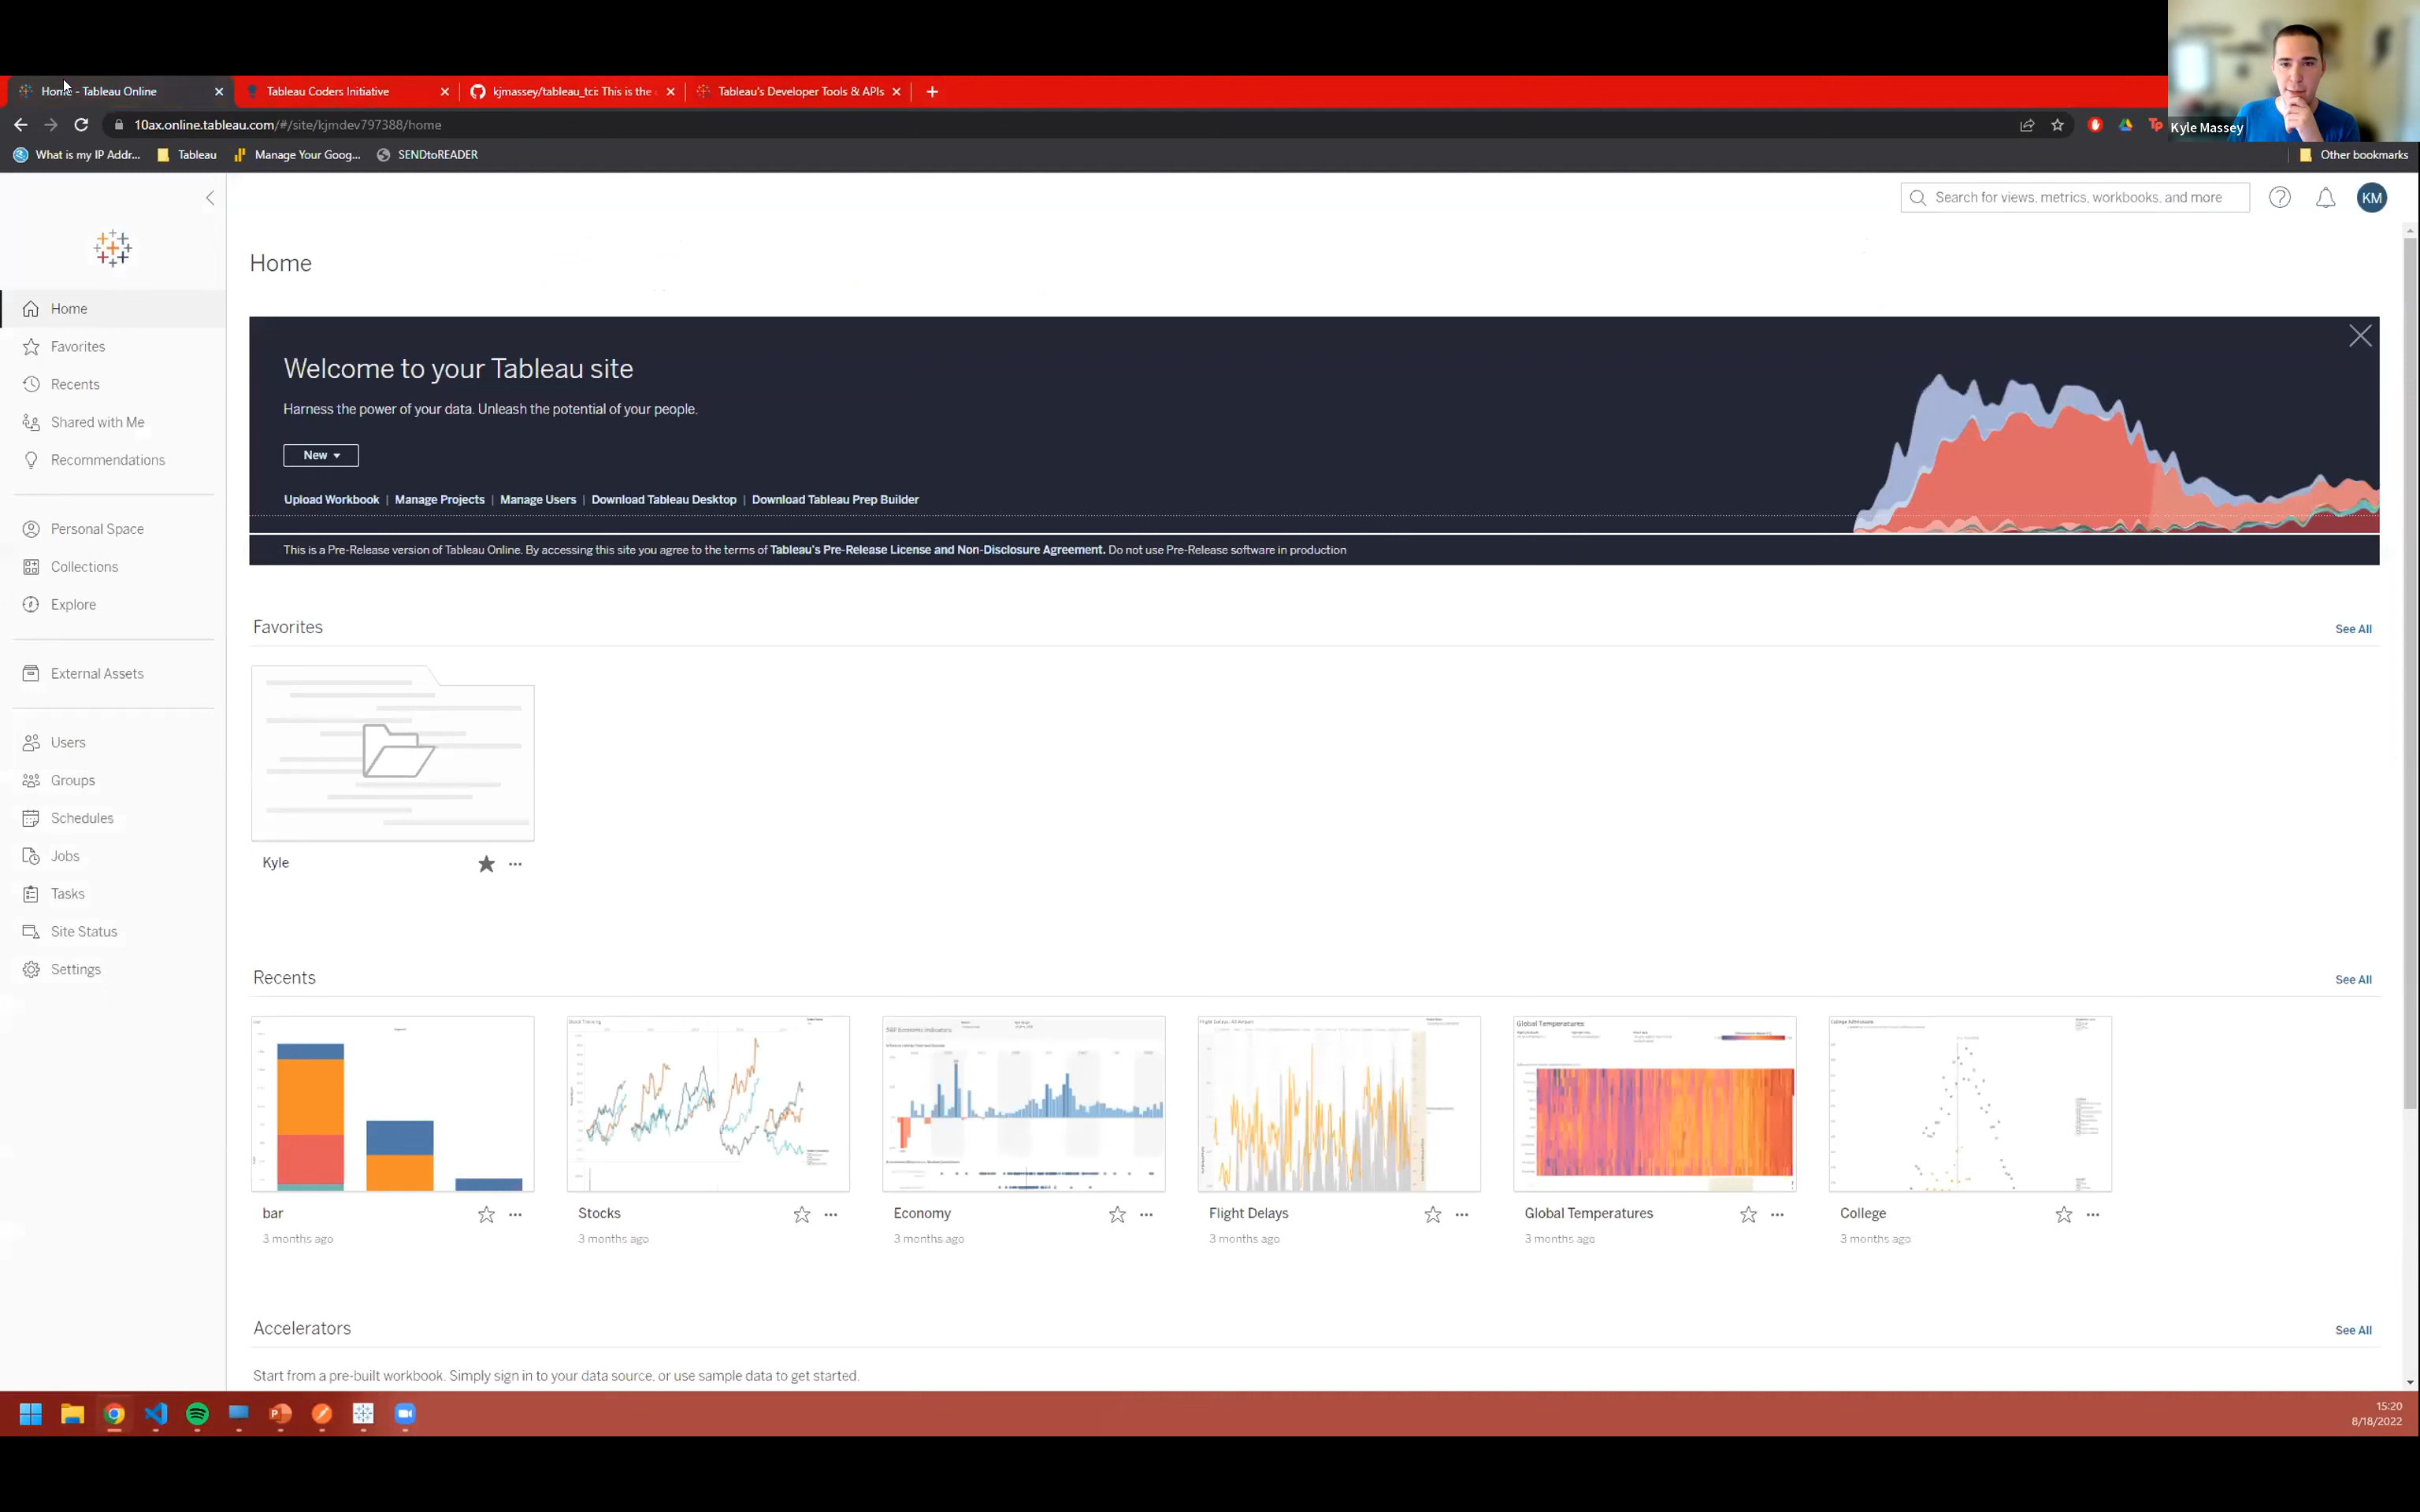 Home - Tableau Online
Tableau Coders Initiative
kjmassey/tableau_tci: This is the
Tableau's Developer Tools & APIs
10ax.online.tableau.com/#/site/kjmdev797388/home
Kyle Massey
What is my IP Addr...
Tableau
Manage Your Goog...
SENDtoREADER
Other bookmarks
Search for views, metrics, workbooks, and more
KM
Home
Favorites
Recents
Shared with Me
Recommendations
Personal Space
Collections
Explore
External Assets
Users
Groups
Schedules
Jobs
Tasks
Site Status
Settings
Home
Welcome to your Tableau site
Harness the power of your data. Unleash the potential of your people.
New
Upload Workbook | Manage Projects | Manage Users | Download Tableau Desktop | Download Tableau Prep Builder
This is a Pre-Release version of Tableau Online. By accessing this site you agree to the terms of Tableau's Pre-Release License and Non-Disclosure Agreement. Do not use Pre-Release software in production
Favorites
See All
Kyle
Recents
See All
Stock Tracking
S&P Economic Indicators
Global Temperatures
College Admissions
bar
3 months ago
Stocks
3 months ago
Economy
3 months ago
Flight Delays
3 months ago
Global Temperatures
3 months ago
College
3 months ago
Accelerators
See All
Start from a pre-built workbook. Simply sign in to your data source, or use sample data to get started.
15:20
8/18/2022